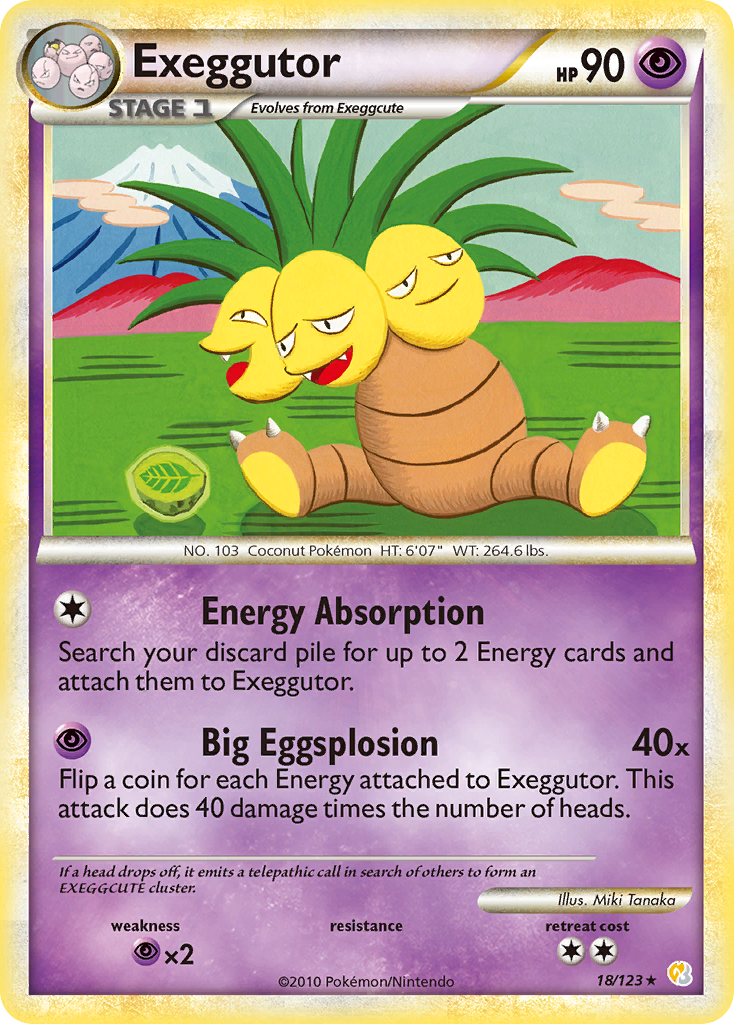 Exeggutor
HP 90
STAGE 1
Evolves from Exeggcute
NO. 103 Coconut Pokémon HT: 6'07" WT: 264.6 lbs.
Energy Absorption
Search your discard pile for up to 2 Energy cards and
attach them to Exeggutor.
Big Eggsplosion 40x
Flip a coin for each Energy attached to Exeggutor. This
attack does 40 damage times the number of heads.
If a head drops off, it emits a telepathic call in search of others to form an
EXEGGCUTE cluster.
Illus. Miki Tanaka
weakness resistance retreat cost
×2
©2010 Pokémon/Nintendo 18/123 ★